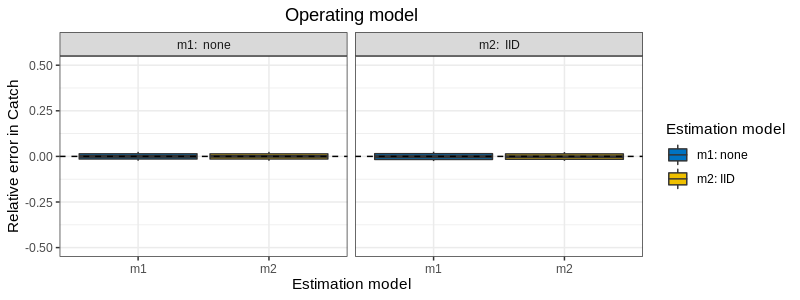 Operating model
m1: none
m2: IID
Relative error in Catch
0.50
0.25
0.00
-0.25
-0.50
m1
m2
m1
m2
Estimation model
Estimation model
m1: none
m2: IID